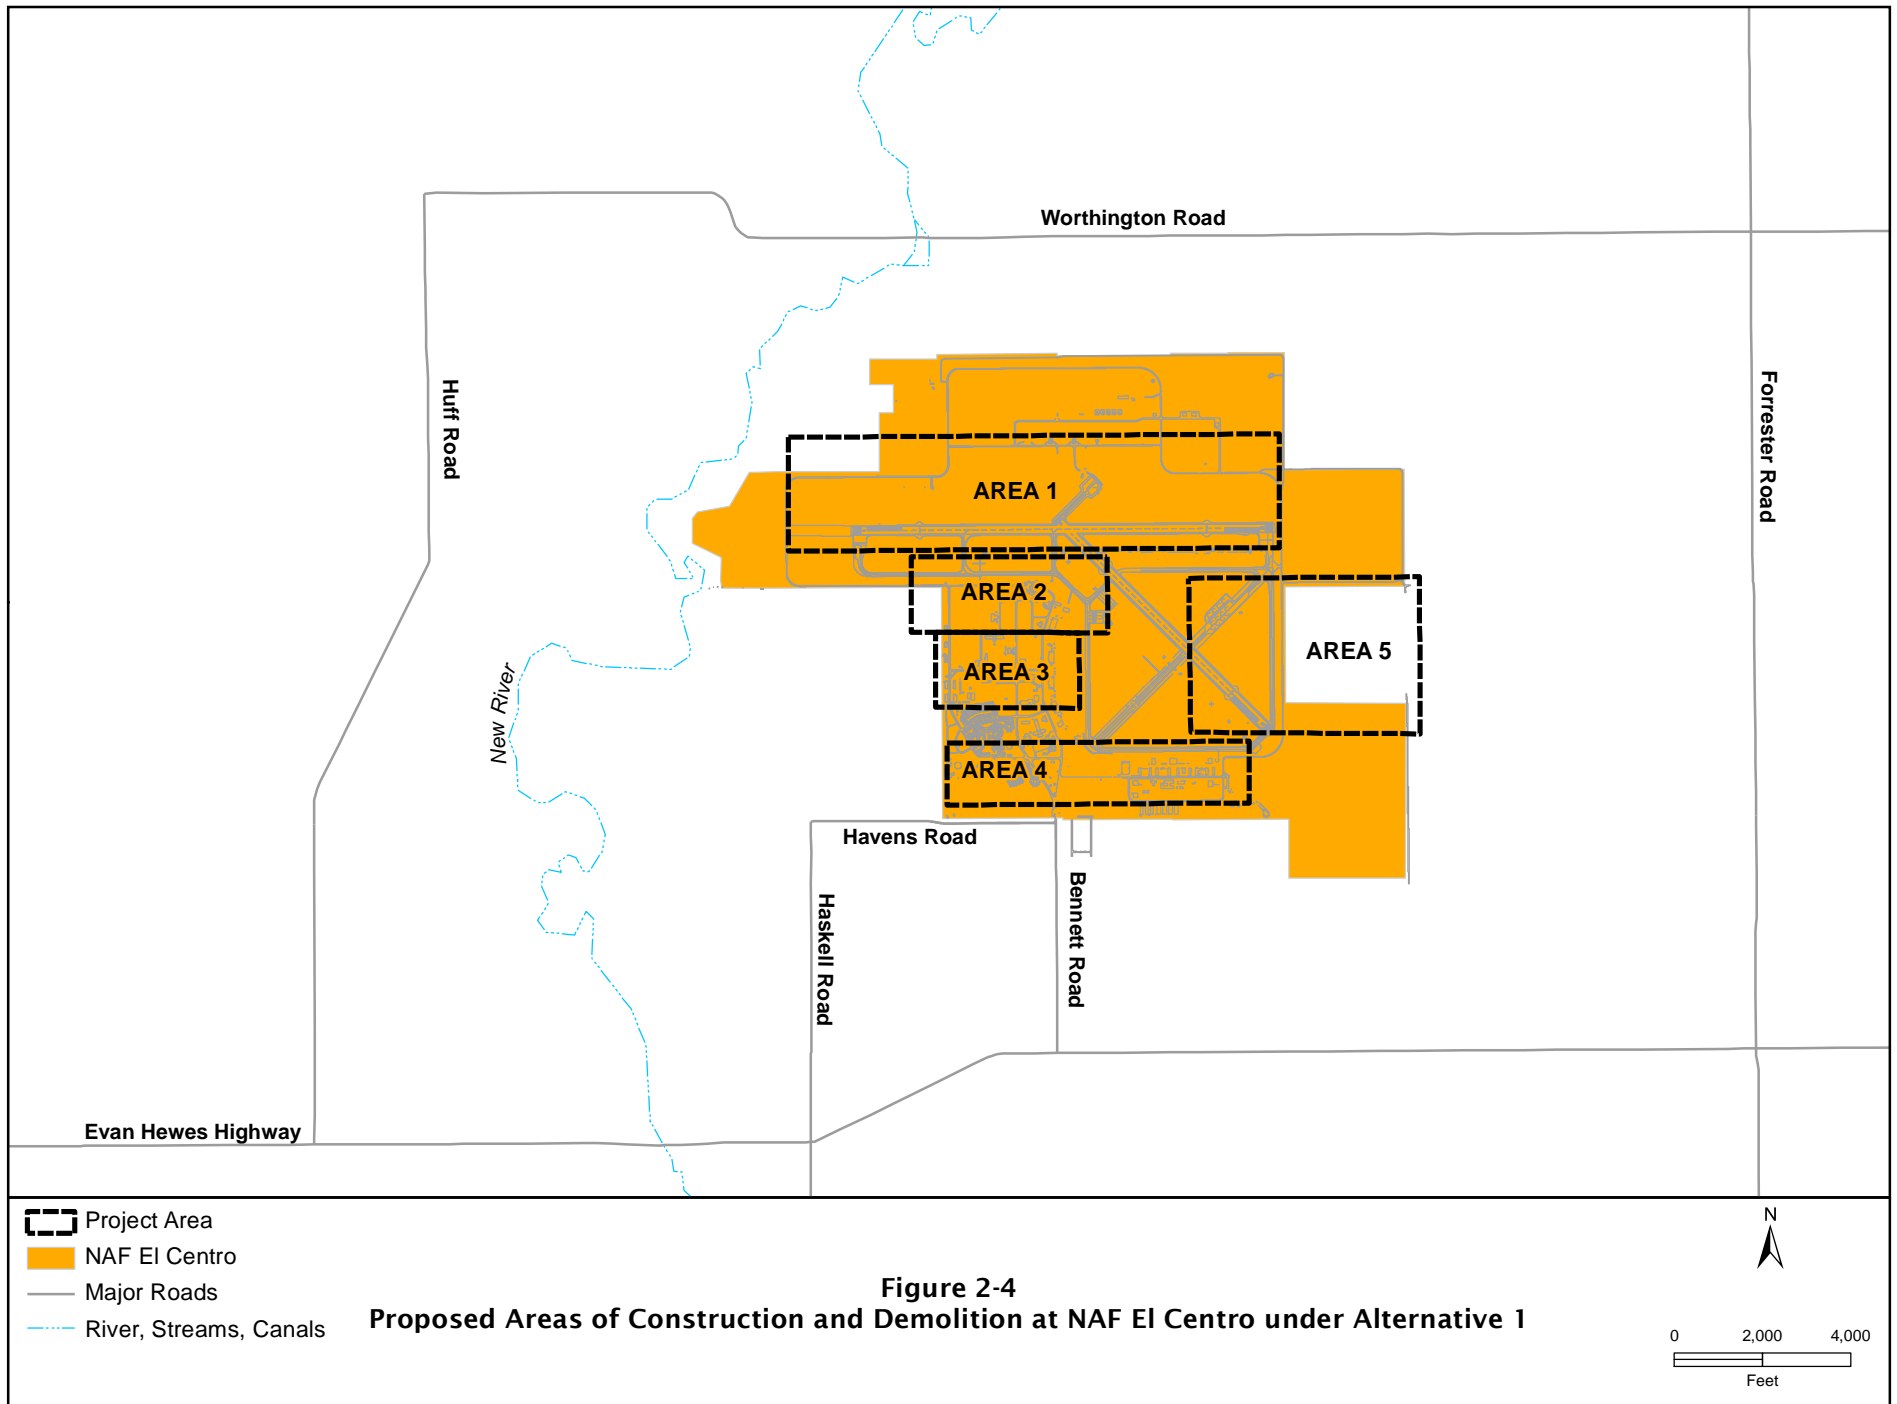 Worthington Road
Huff Road
Forrester Road
AREA 1
AREA 2
AREA 3
AREA 5
AREA 4
New River
Havens Road
Haskell Road
Bennett Road
Evan Hewes Highway
Project Area
NAF El Centro
Major Roads
River, Streams, Canals
Figure 2-4
Proposed Areas of Construction and Demolition at NAF El Centro under Alternative 1
N
0 2,000 4,000
Feet